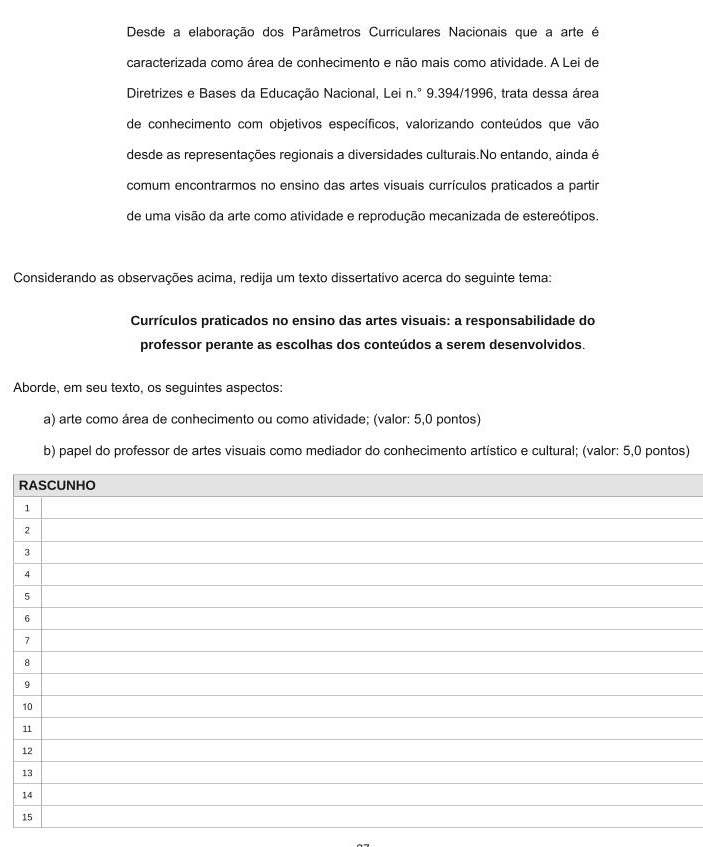 Desde a elaboração dos Parâmetros Curriculares Nacionais que a arte é
caracterizada como área de conhecimento e não mais como atividade. A Lei de
Diretrizes e Bases da Educação Nacional, Lei n.° 9.394/1996, trata dessa área
de conhecimento com objetivos específicos, valorizando conteúdos que vão
desde as representações regionais a diversidades culturais.No entando, ainda é
comum encontrarmos no ensino das artes visuais currículos praticados a partir
de uma visão da arte como atividade e reprodução mecanizada de estereótipos.
Considerando as observações acima, redija um texto dissertativo acerca do seguinte tema:
Currículos praticados no ensino das artes visuais: a responsabilidade do
professor perante as escolhas dos conteúdos a serem desenvolvidos.
Aborde, em seu texto, os seguintes aspectos:
a) arte como área de conhecimento ou como atividade; (valor: 5,0 pontos)
b) papel do professor de artes visuais como mediador do conhecimento artístico e cultural; (valor: 5,0 pontos)
RASCUNHO
1
2
3
4
5
6
7
8
9
10
11
12
13
14
15